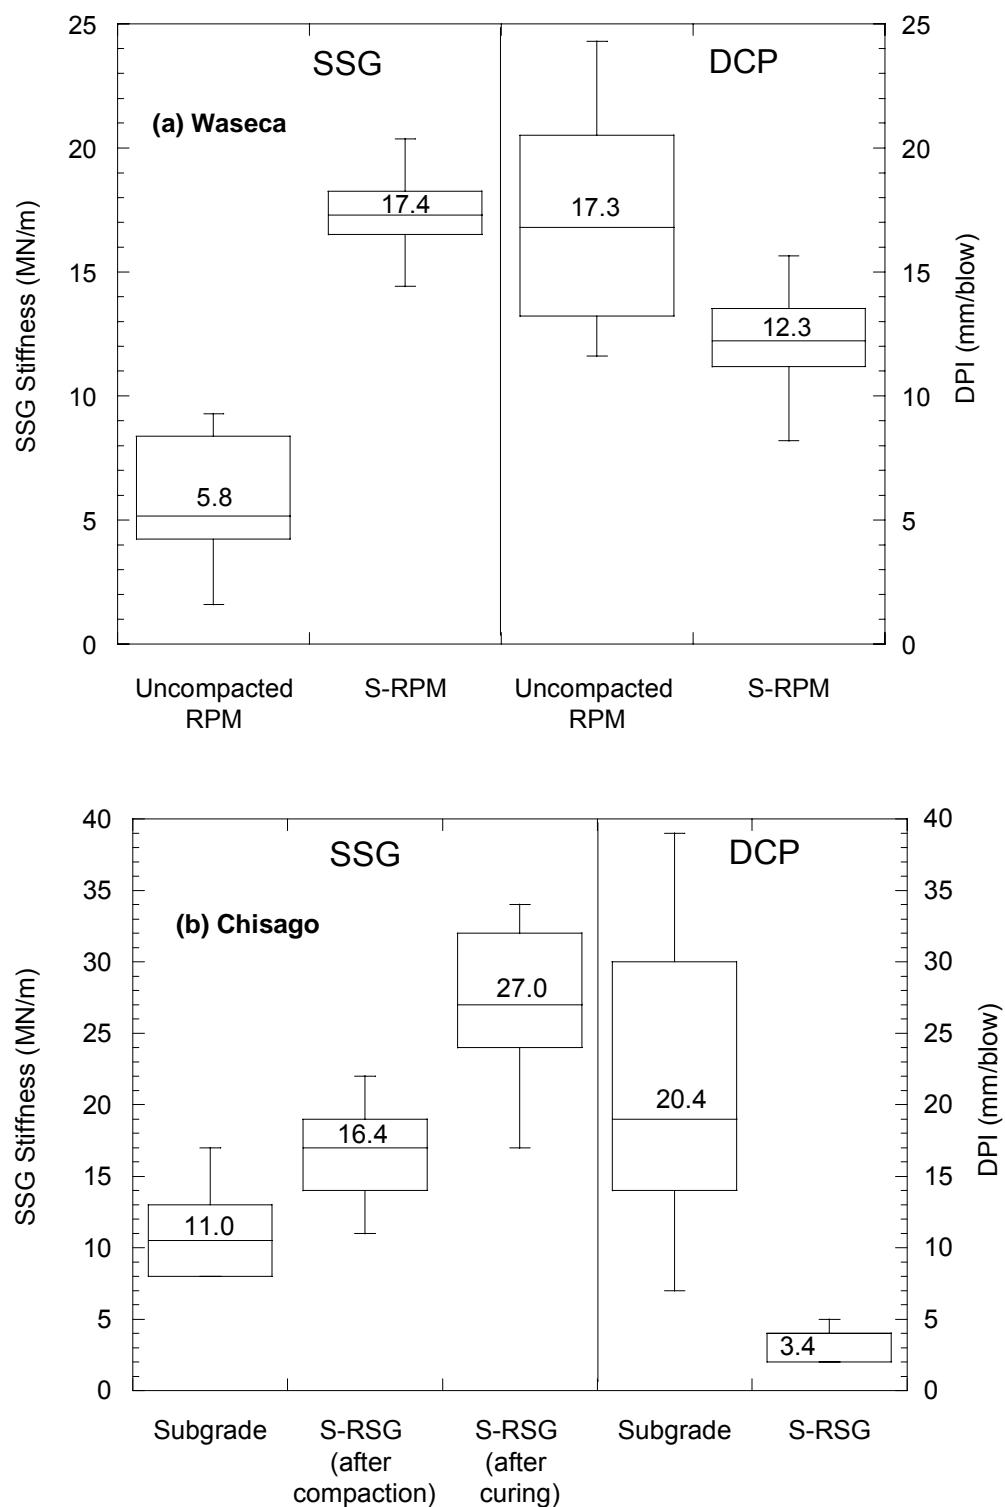 25
20
15
10
5
0
SSG Stiffness (MN/m)
SSG
DCP
(a) Waseca
5.8
17.4
17.3
12.3
25
20
15
10
5
0
DPI (mm/blow)
Uncompacted
RPM
S-RPM
Uncompacted
RPM
S-RPM
40
35
30
25
20
15
10
5
0
SSG Stiffness (MN/m)
SSG
DCP
(b) Chisago
11.0
16.4
27.0
20.4
3.4
40
35
30
25
20
15
10
5
0
DPI (mm/blow)
Subgrade
S-RSG
(after
compaction)
S-RSG
(after
curing)
Subgrade
S-RSG